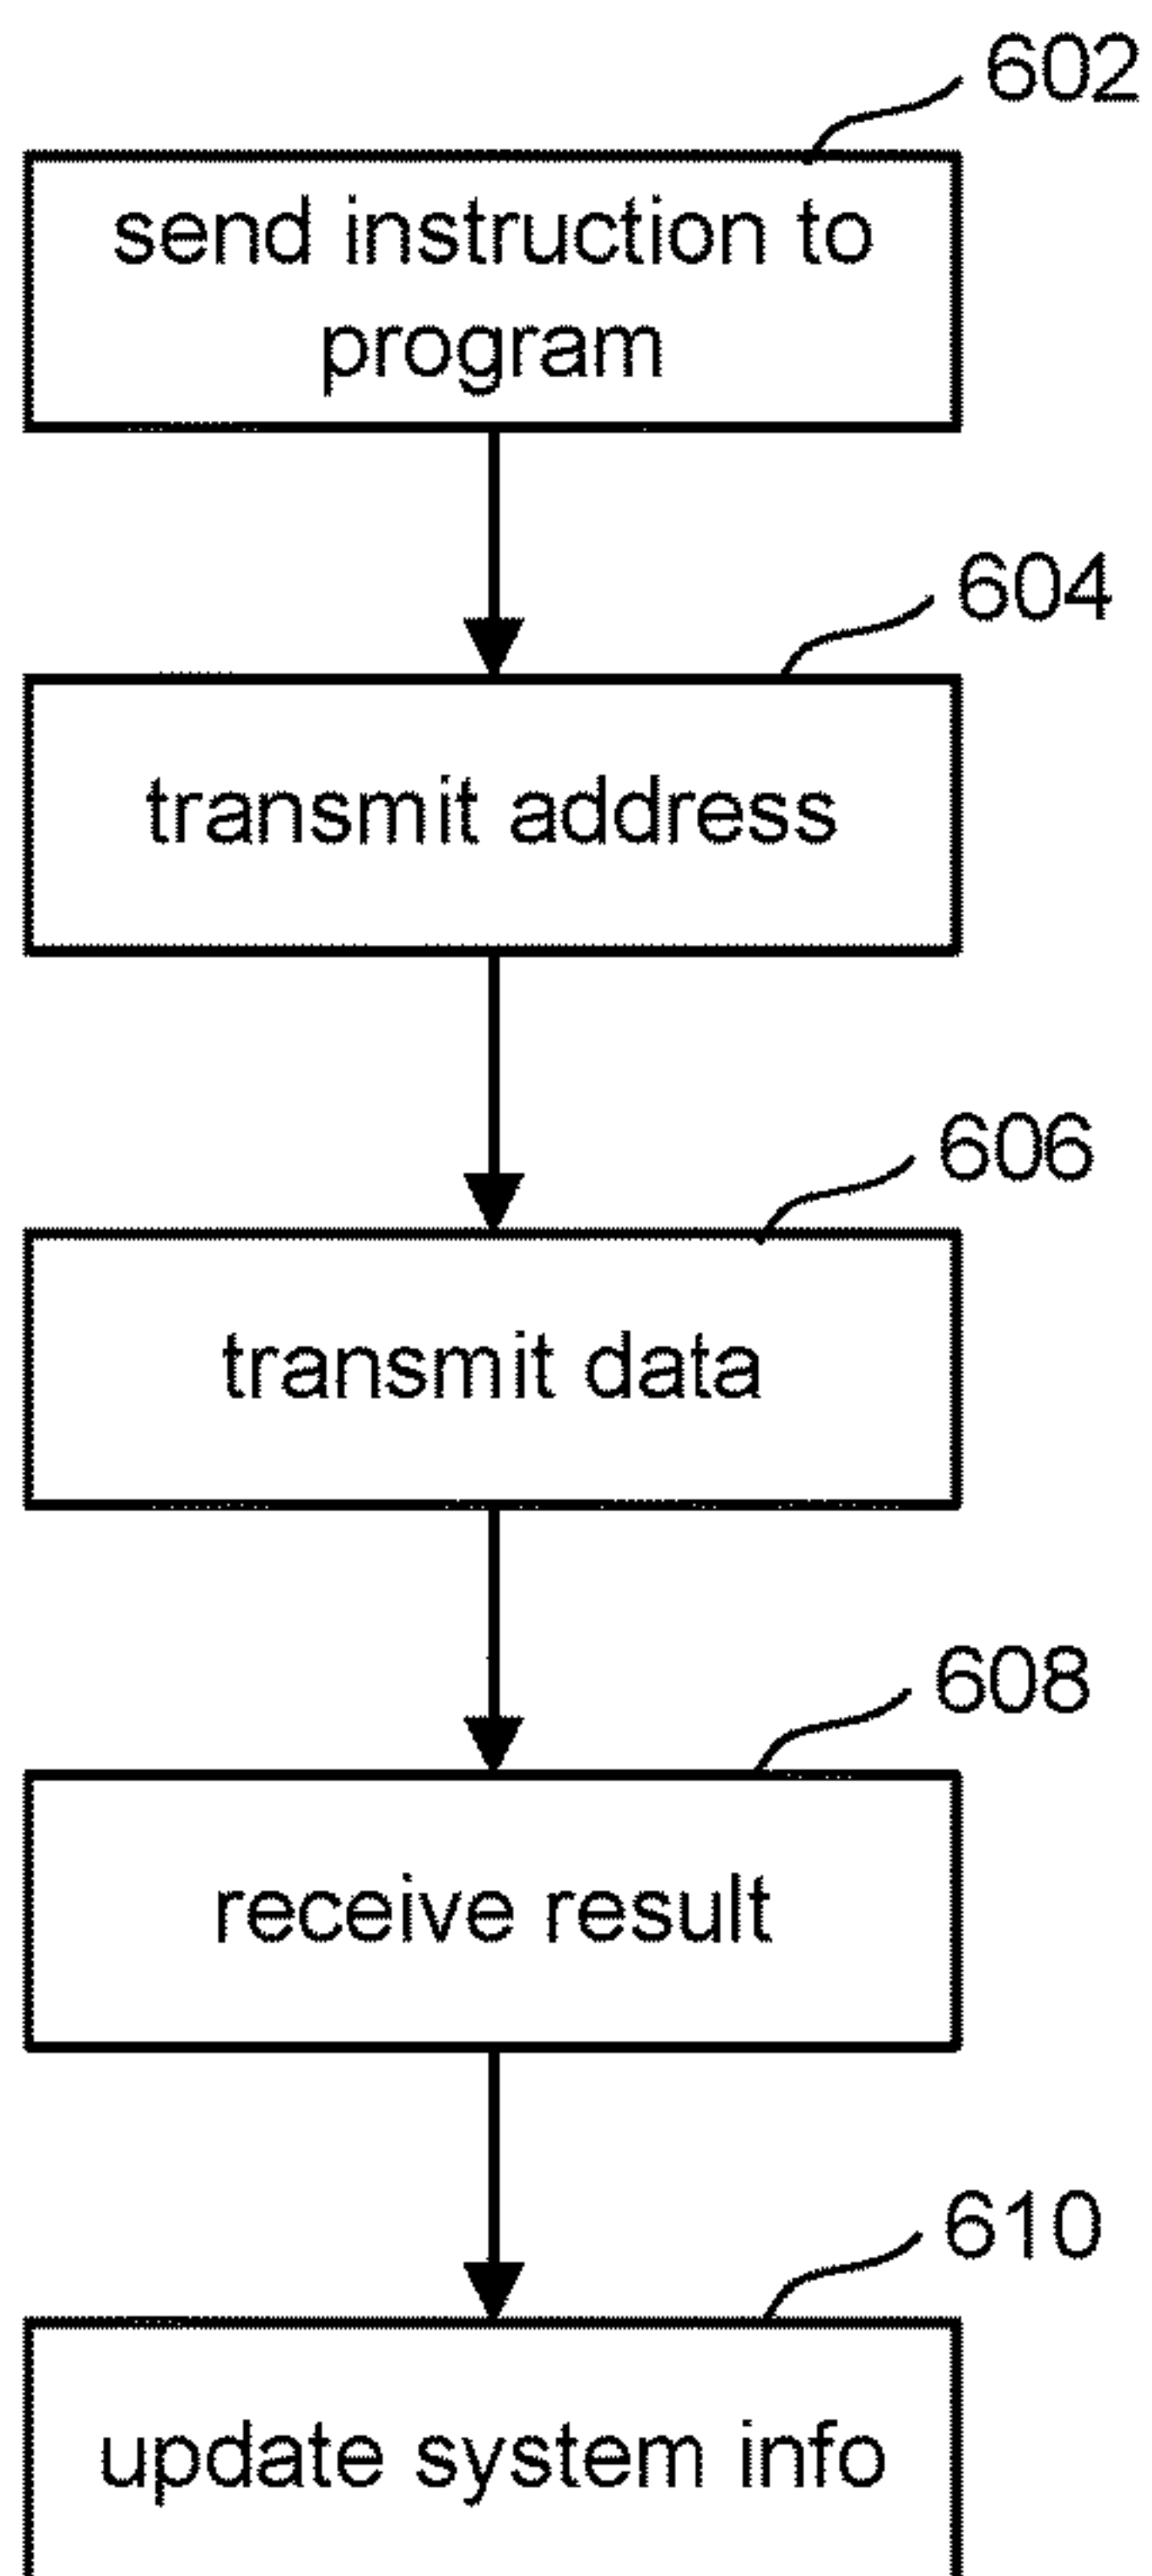 602
send instruction to
program
604
transmit address
606
transmit data
608
receive result
610
update system info